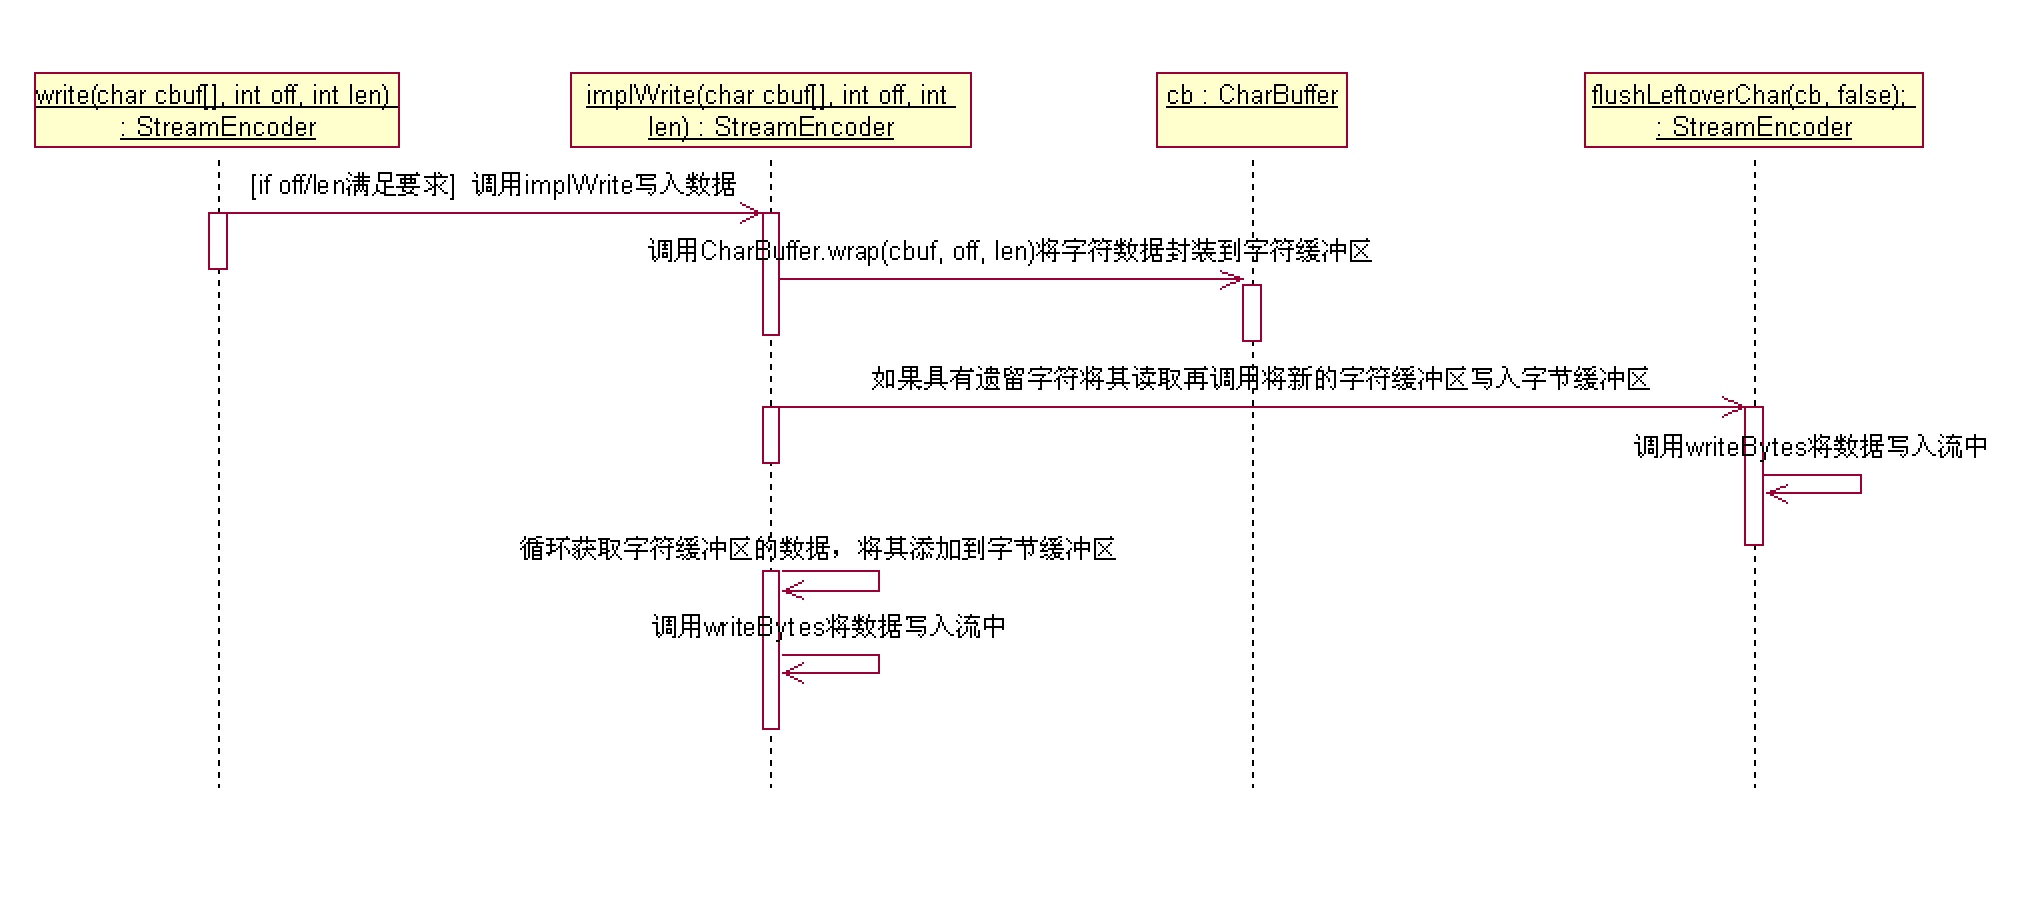 write(char cbuf[], int off, int len)
: StreamEncoder
implWrite(char cbuf[], int off, int
len) : StreamEncoder
cb : CharBuffer
flushLeftoverChar(cb, false);
: StreamEncoder
[if off/len满足要求] 调用implWrite写入数据
调用CharBuffer.wrap(cbuf, off, len)将字符数据封装到字符缓冲区
如果具有遗留字符将其读取再调用将新的字符缓冲区写入字节缓冲区
调用writeBytes将数据写入流中
循环获取字符缓冲区的数据，将其添加到字节缓冲区
调用writeBytes将数据写入流中